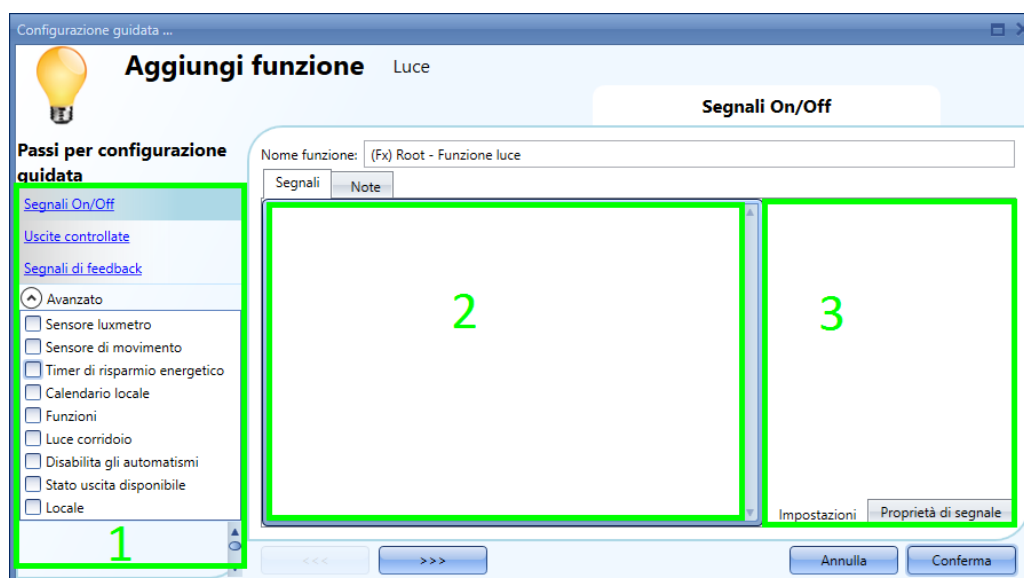 Configurazione guidata ...
Aggiungi funzione Luce
Segnali On/Off
Passi per configurazione
guidata
Segnali On/Off
Uscite controllate
Segnali di feedback
Avanzato
Sensore luxmetro
Sensore di movimento
Timer di risparmio energetico
Calendario locale
Funzioni
Luce corridoio
Disabilita gli automatismi
Stato uscita disponibile
Locale
1
Nome funzione: (Fx) Root - Funzione luce
Segnali Note
2
3
Impostazioni Proprietà di segnale
<<< >>> Annulla Conferma